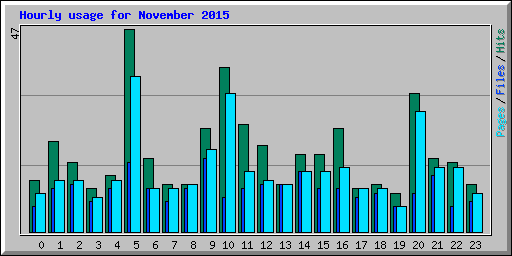 Hourly usage for November 2015
47
Pages/Files/Hits
0 1 2 3 4 5 6 7 8 9 10 11 12 13 14 15 16 17 18 19 20 21 22 23